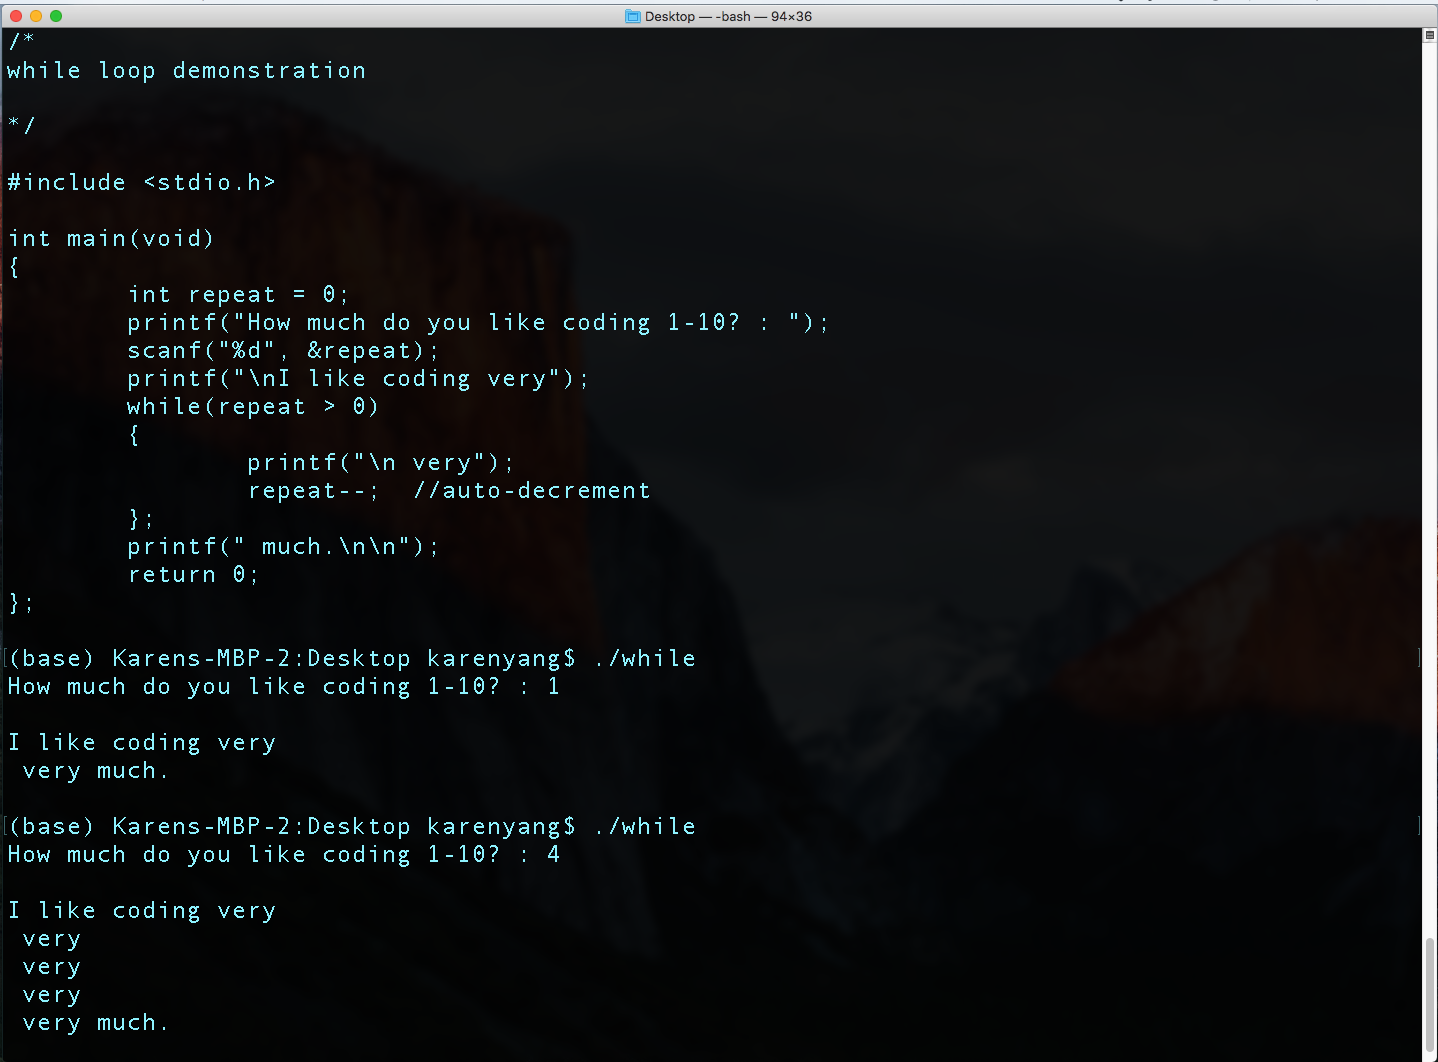 Desktop — -bash — 94×36
/*
while loop demonstration
*/
#include <stdio.h>
int main(void)
{
        int repeat = 0;
        printf("How much do you like coding 1-10? : ");
        scanf("%d", &repeat);
        printf("\nI like coding very");
        while(repeat > 0)
        {
                printf("\n very");
                repeat--;  //auto-decrement
        };
        printf(" much.\n\n");
        return 0;
};
[(base) Karens-MBP-2:Desktop karenyang$ ./while ]
How much do you like coding 1-10? : 1
I like coding very
 very much.
[(base) Karens-MBP-2:Desktop karenyang$ ./while ]
How much do you like coding 1-10? : 4
I like coding very
 very
 very
 very
 very much.